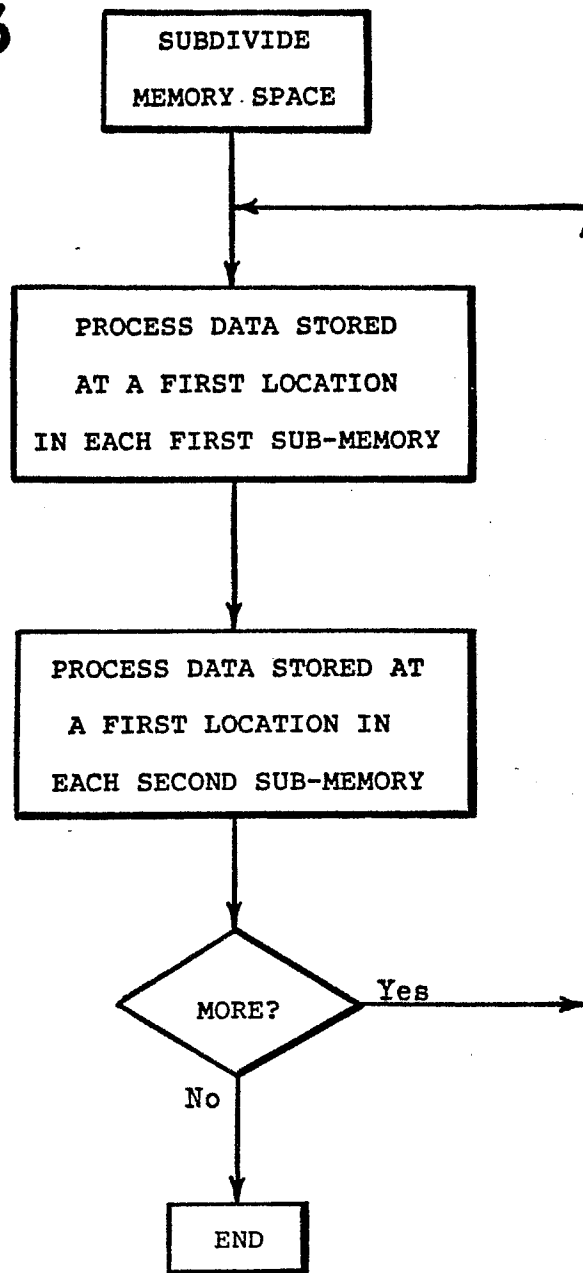 SUBDIVIDE
MEMORY SPACE
PROCESS DATA STORED
AT A FIRST LOCATION
IN EACH FIRST SUB-MEMORY
PROCESS DATA STORED AT
A FIRST LOCATION IN
EACH SECOND SUB-MEMORY
MORE?
Yes
No
END